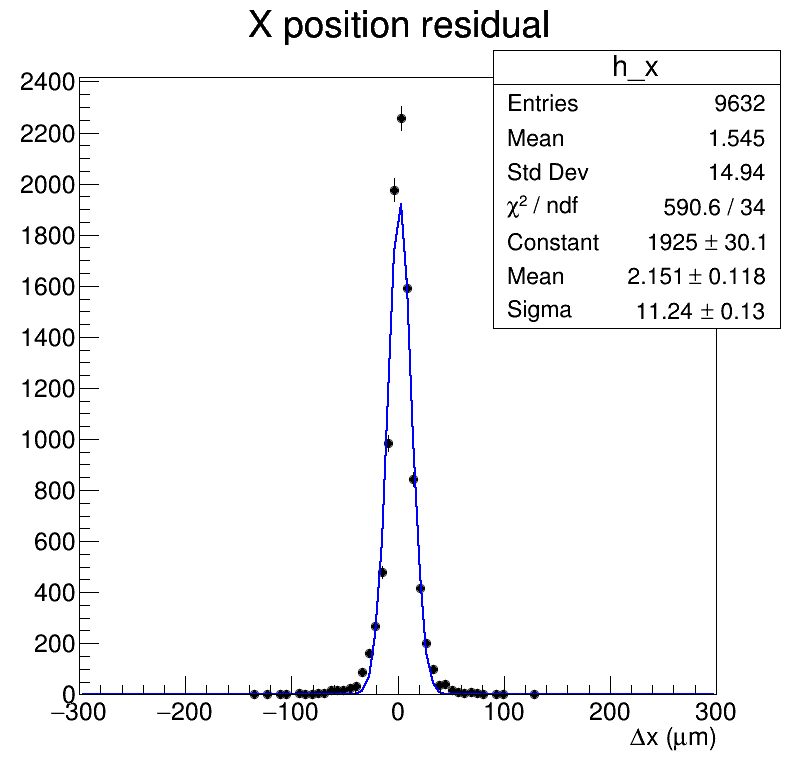 X position residual
h_x
Entries 9632
Mean 1.545
Std Dev 14.94
χ² / ndf 590.6 / 34
Constant 1925 ± 30.1
Mean 2.151 ± 0.118
Sigma 11.24 ± 0.13
2400
2200
2000
1800
1600
1400
1200
1000
800
600
400
200
0
−300 −200 −100 0 100 200 300
Δx (μm)